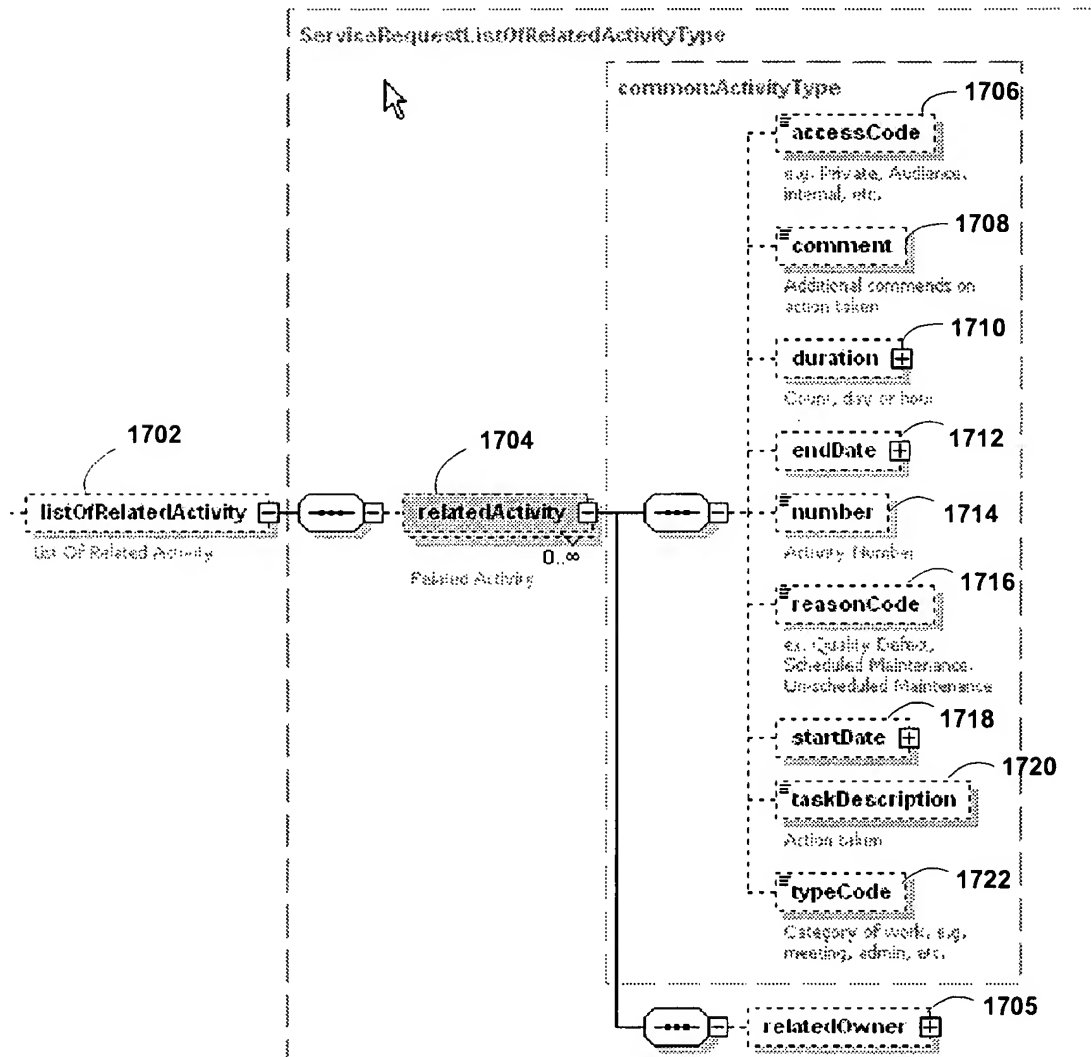 ServiceRequestListOfRelatedActivityType
common:ActivityType
1706
accessCode
e.g. Private, Audience,
internal, etc.
1708
comment
Additional commends on
action taken
1710
duration
Count, day or hour
1712
endDate
1702
listOfRelatedActivity
List Of Related Activity
1704
relatedActivity
0..∞
Related Activity
number
1714
Activity Number
1716
reasonCode
ex. Quality Defect,
Scheduled Maintenance,
Un-scheduled Maintenance
1718
startDate
1720
taskDescription
Action taken
1722
typeCode
Category of work, e.g.
meeting, admin, etc.
1705
relatedOwner